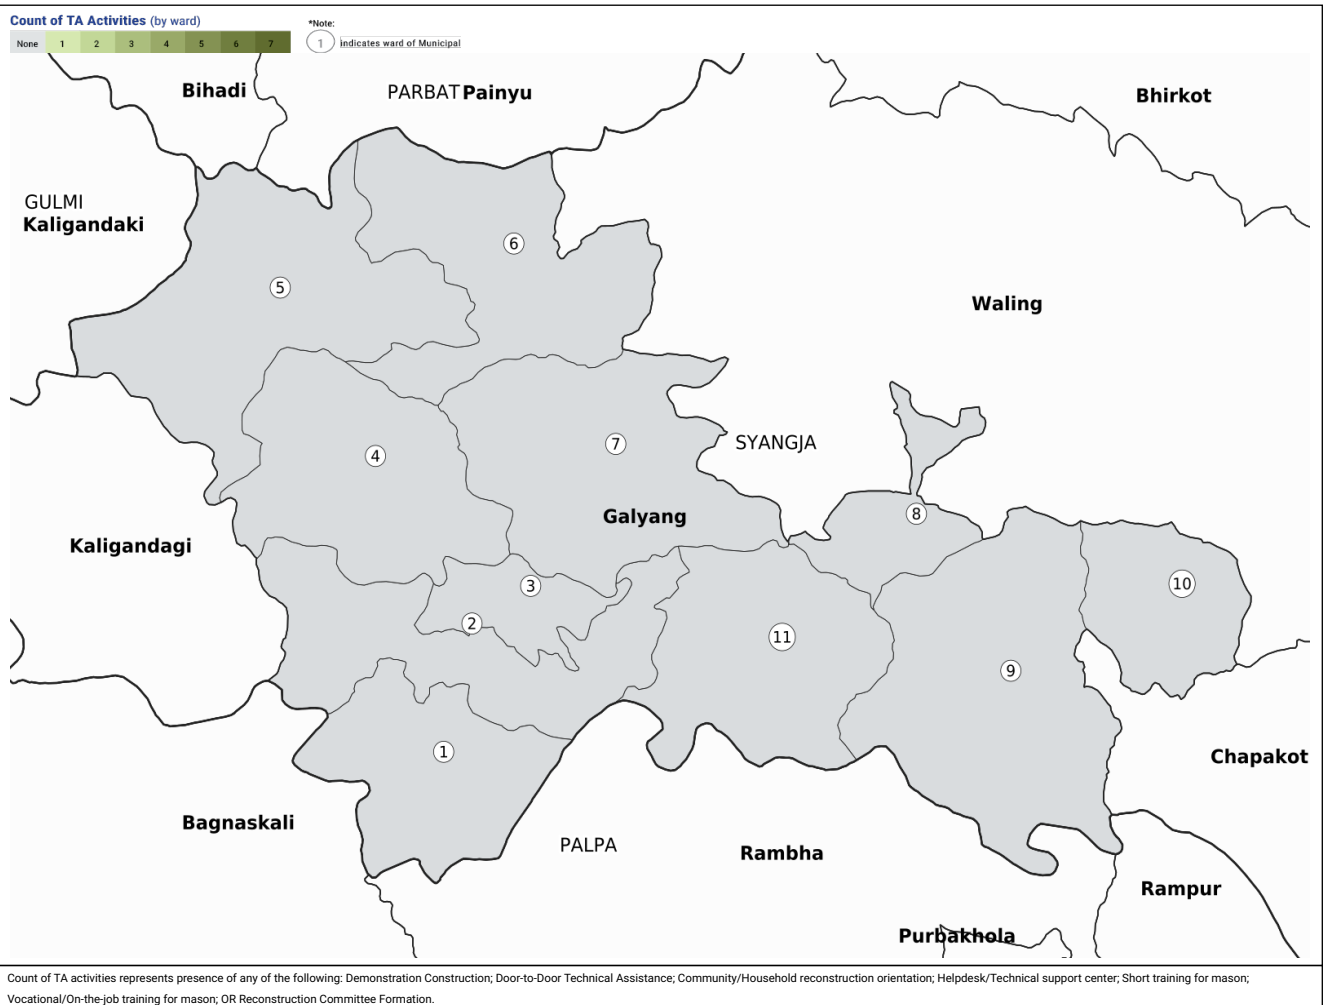 Count of TA Activities (by ward)
None 1 2 3 4 5 6 7
*Note:
1 indicates ward of Municipal
Bihadi
PARBAT Painyu
Bhirkot
GULMI
Kaligandaki
6
5
Waling
7
SYANGJA
4
8
Galyang
Kaligandagi
3
10
2
11
9
1
Chapakot
Bagnaskali
PALPA
Rambha
Rampur
Purbakhola
Count of TA activities represents presence of any of the following: Demonstration Construction; Door-to-Door Technical Assistance; Community/Household reconstruction orientation; Helpdesk/Technical support center; Short training for mason;
Vocational/On-the-job training for mason; OR Reconstruction Committee Formation.